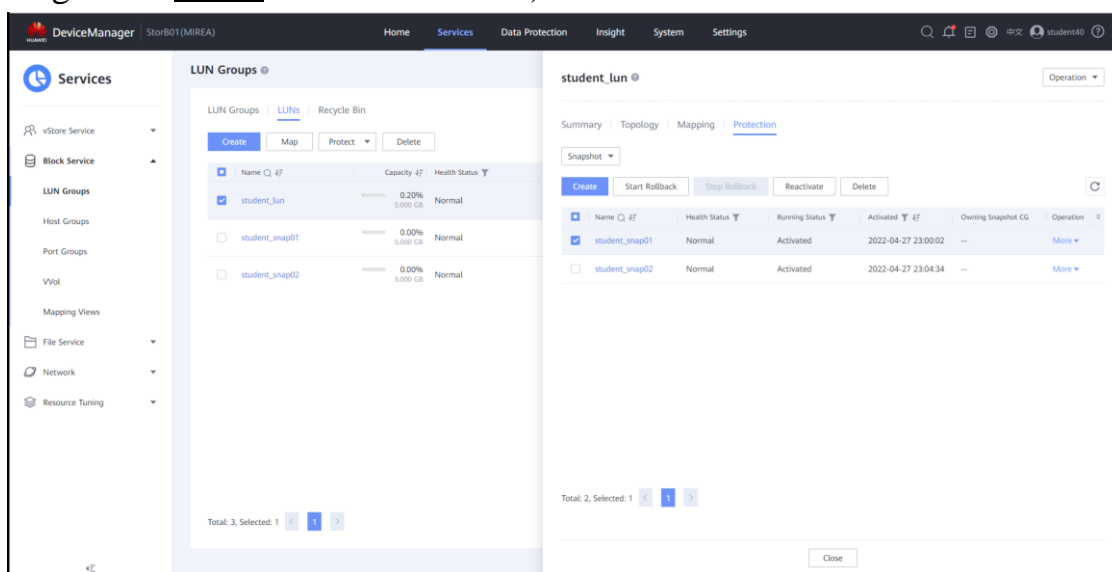 HUAWEI DeviceManager StorB01(MIREA) Home Services Data Protection Insight System Settings 中文 student40
Services
vStore Service
Block Service
LUN Groups
Host Groups
Port Groups
VVol
Mapping Views
File Service
Network
Resource Tuning
LUN Groups
LUN Groups LUNs Recycle Bin
Create Map Protect Delete
Name Capacity Health Status
student_lun 0.20% 5.000 GB Normal
student_snap01 0.00% 5.000 GB Normal
student_snap02 0.00% 5.000 GB Normal
Total: 3, Selected: 1 < 1 >
student_lun Operation
Summary Topology Mapping Protection
Snapshot
Create Start Rollback Stop Rollback Reactivate Delete
Name Health Status Running Status Activated Owning Snapshot CG Operation
student_snap01 Normal Activated 2022-04-27 23:00:02 -- More
student_snap02 Normal Activated 2022-04-27 23:04:34 -- More
Total: 2, Selected: 1 < 1 >
Close